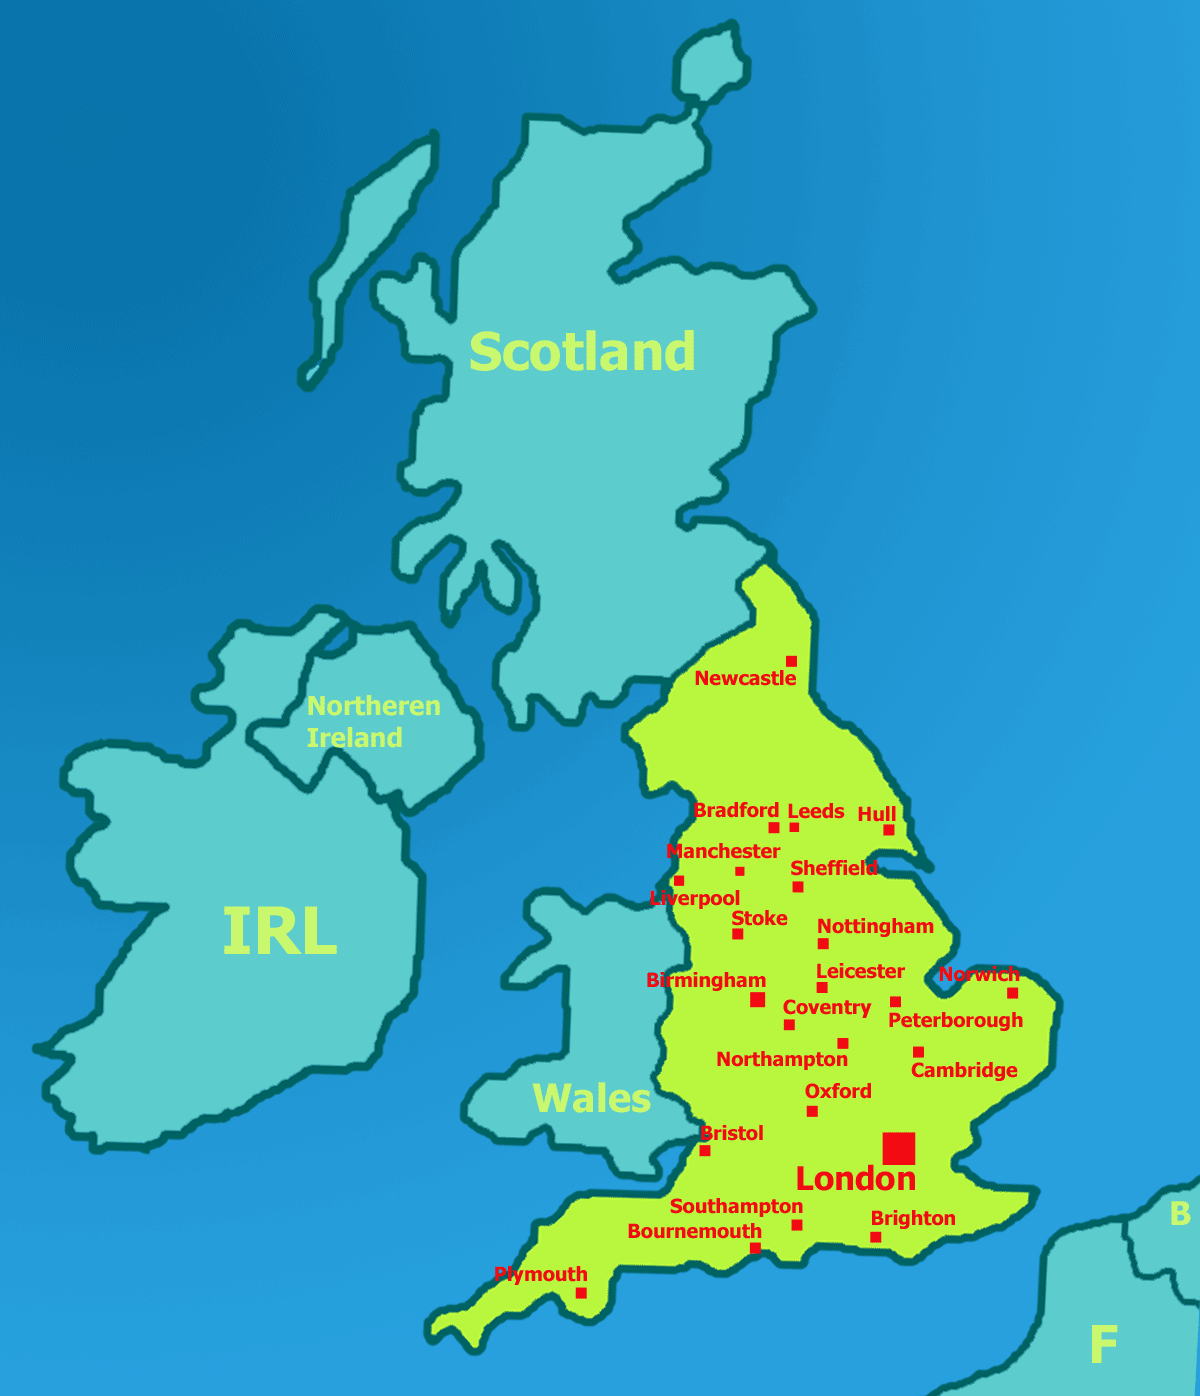 Scotland
Newcastle
Northeren
Ireland
Bradford
Leeds
Hull
Manchester
Sheffield
Liverpool
Stoke
Nottingham
IRL
Leicester
Norwich
Birmingham
Coventry
Peterborough
Northampton
Cambridge
Oxford
Wales
Bristol
London
Southampton
Brighton
B
Bournemouth
Plymouth
F